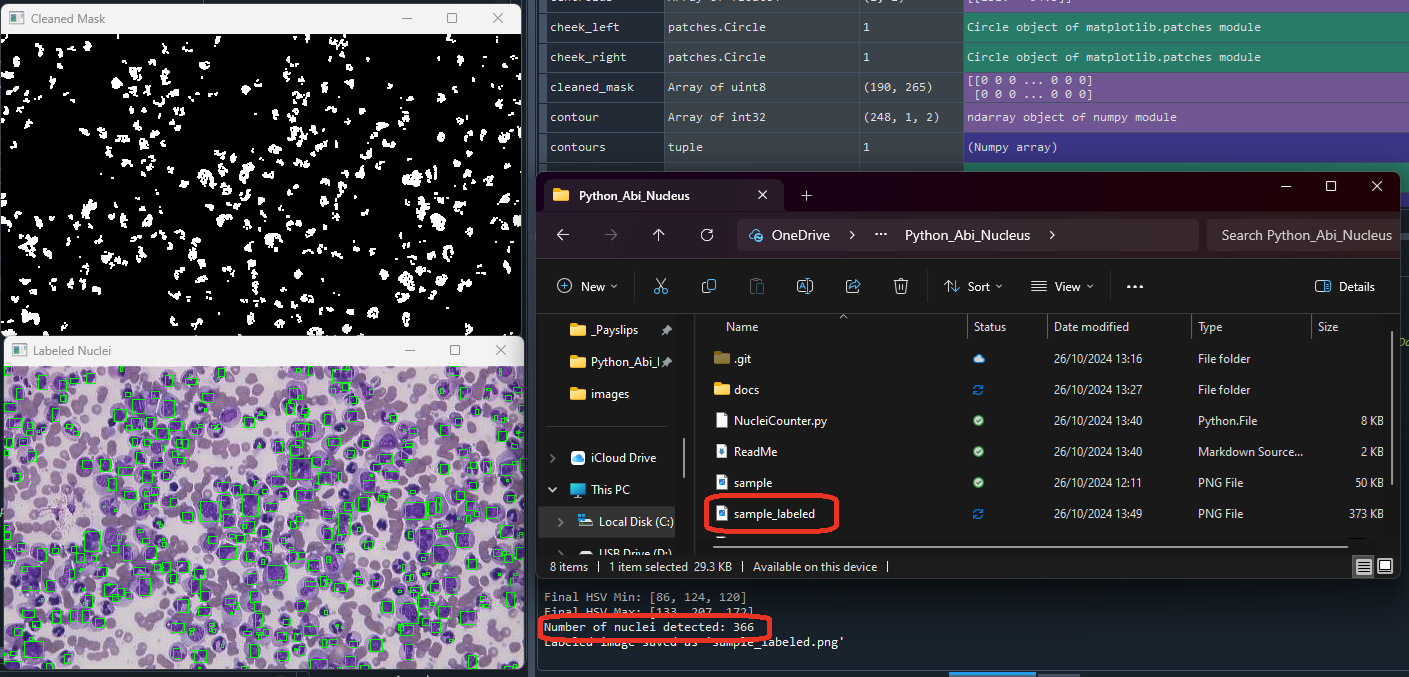 Cleaned Mask
cheek_left patches.Circle 1 Circle object of matplotlib.patches module
cheek_right patches.Circle 1 Circle object of matplotlib.patches module
cleaned_mask Array of uint8 (190, 265) [[0 0 0 ... 0 0 0]
[0 0 0 ... 0 0 0]
contour Array of int32 (248, 1, 2) ndarray object of numpy module
contours tuple 1 (Numpy array)
Python_Abi_Nucleus
OneDrive > ... Python_Abi_Nucleus > Search Python_Abi_Nucleus
New Sort View ... Details
Name Status Date modified Type Size
_Payslips
Python_Abi_
images
iCloud Drive
This PC
Local Disk (C:)
USB Drive (D:)
.git 26/10/2024 13:16 File folder
docs 26/10/2024 13:27 File folder
NucleiCounter.py 26/10/2024 13:40 Python.File 8 KB
ReadMe 26/10/2024 13:40 Markdown Source... 2 KB
sample 26/10/2024 12:11 PNG File 50 KB
sample_labeled 26/10/2024 13:49 PNG File 373 KB
8 items | 1 item selected 29.3 KB | Available on this device |
Labeled Nuclei
Final HSV Min: [86, 124, 120]
Final HSV Max: [133, 207, 172]
Number of nuclei detected: 366
Labeled image saved as 'sample_labeled.png'